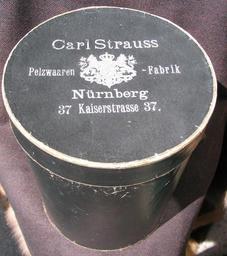 Carl Strauss
Pelzwaaren - Fabrik
Nürnberg
37 Kaiserstrasse 37.